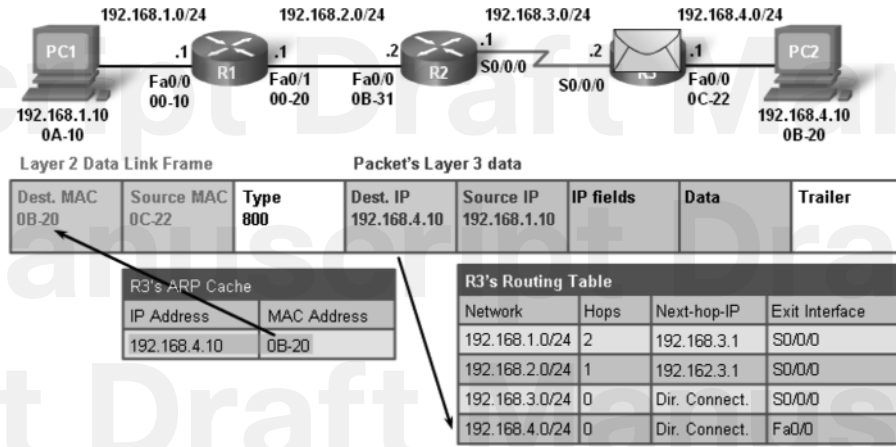 192.168.1.0/24 192.168.2.0/24 192.168.3.0/24 192.168.4.0/24
PC1 .1 R1 .1 .2 R2 .1 .2 R3 .1 PC2
Fa0/0 Fa0/1 Fa0/0 S0/0/0 S0/0/0 Fa0/0
00-10 00-20 0B-31 0C-22
192.168.1.10 192.168.4.10
0A-10 0B-20
Layer 2 Data Link Frame Packet's Layer 3 data
Dest. MAC Source MAC Type Dest. IP Source IP IP fields Data Trailer
0B-20 0C-22 800 192.168.4.10 192.168.1.10
R3's ARP Cache
IP Address MAC Address
192.168.4.10 0B-20
R3's Routing Table
Network Hops Next-hop-IP Exit Interface
192.168.1.0/24 2 192.168.3.1 S0/0/0
192.168.2.0/24 1 192.162.3.1 S0/0/0
192.168.3.0/24 0 Dir. Connect. S0/0/0
192.168.4.0/24 0 Dir. Connect. Fa0/0